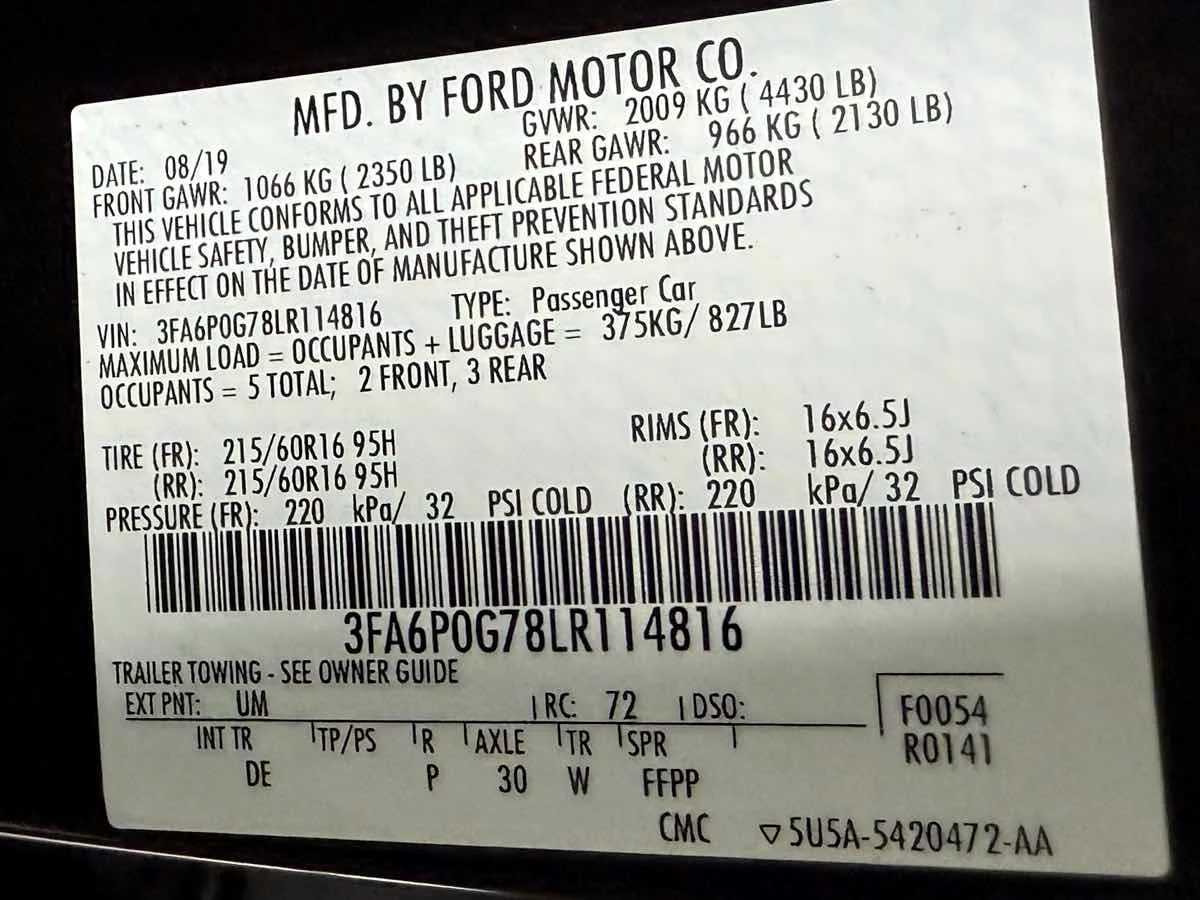 MFD. BY FORD MOTOR CO.
DATE: 08/19 GVWR: 2009 KG ( 4430 LB)
FRONT GAWR: 1066 KG ( 2350 LB) REAR GAWR: 966 KG ( 2130 LB)
THIS VEHICLE CONFORMS TO ALL APPLICABLE FEDERAL MOTOR
VEHICLE SAFETY, BUMPER, AND THEFT PREVENTION STANDARDS
IN EFFECT ON THE DATE OF MANUFACTURE SHOWN ABOVE.
VIN: 3FA6P0G78LR114816 TYPE: Passenger Car
MAXIMUM LOAD = OCCUPANTS + LUGGAGE = 375KG/ 827LB
OCCUPANTS = 5 TOTAL; 2 FRONT, 3 REAR
TIRE (FR): 215/60R16 95H RIMS (FR): 16x6.5J
(RR): 215/60R16 95H (RR): 16x6.5J
PRESSURE (FR): 220 kPa/ 32 PSI COLD (RR): 220 kPa/ 32 PSI COLD
3FA6P0G78LR114816
TRAILER TOWING - SEE OWNER GUIDE
EXT PNT: UM RC: 72 DSO: F0054
INT TR TP/PS R AXLE TR SPR R0141
DE P 30 W FFPP
CMC ▽5U5A-5420472-AA